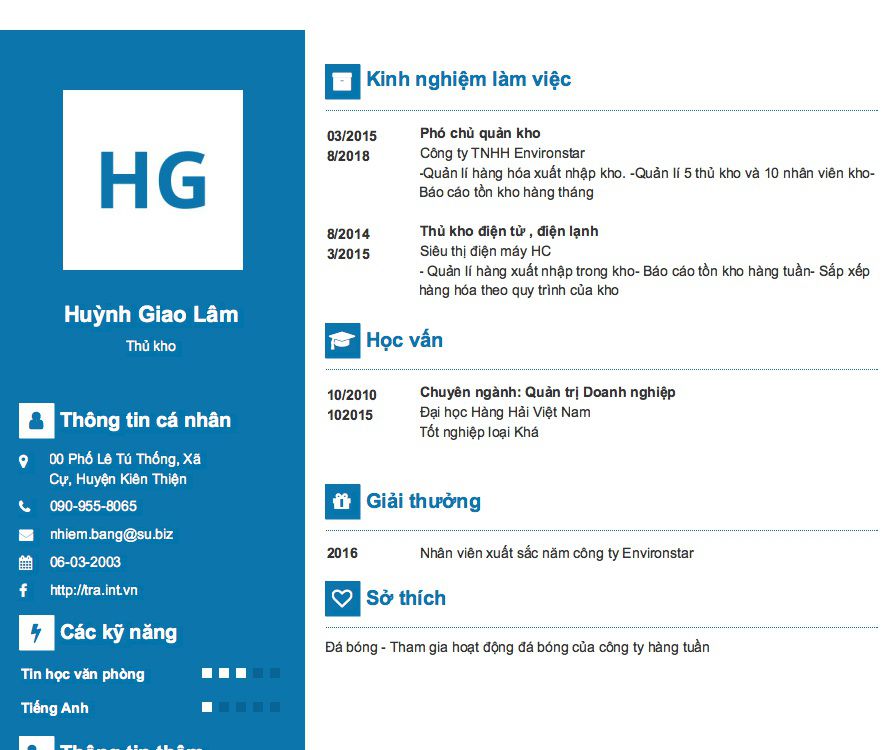 HG
Huỳnh Giao Lâm
Thủ kho
Thông tin cá nhân
00 Phố Lê Tú Thống, Xã
Cự, Huyện Kiên Thiện
090-955-8065
nhiem.bang@su.biz
06-03-2003
http://tra.int.vn
Các kỹ năng
Tin học văn phòng
Tiếng Anh
Thông tin thêm
Kinh nghiệm làm việc
03/2015
8/2018
Phó chủ quản kho
Công ty TNHH Environstar
-Quản lí hàng hóa xuất nhập kho. -Quản lí 5 thủ kho và 10 nhân viên kho-
Báo cáo tồn kho hàng tháng
8/2014
3/2015
Thủ kho điện tử , điện lạnh
Siêu thị điện máy HC
- Quản lí hàng xuất nhập trong kho- Báo cáo tồn kho hàng tuần- Sắp xếp
hàng hóa theo quy trình của kho
Học vấn
10/2010
102015
Chuyên ngành: Quản trị Doanh nghiệp
Đại học Hàng Hải Việt Nam
Tốt nghiệp loại Khá
Giải thưởng
2016
Nhân viên xuất sắc năm công ty Environstar
Sở thích
Đá bóng - Tham gia hoạt động đá bóng của công ty hàng tuần